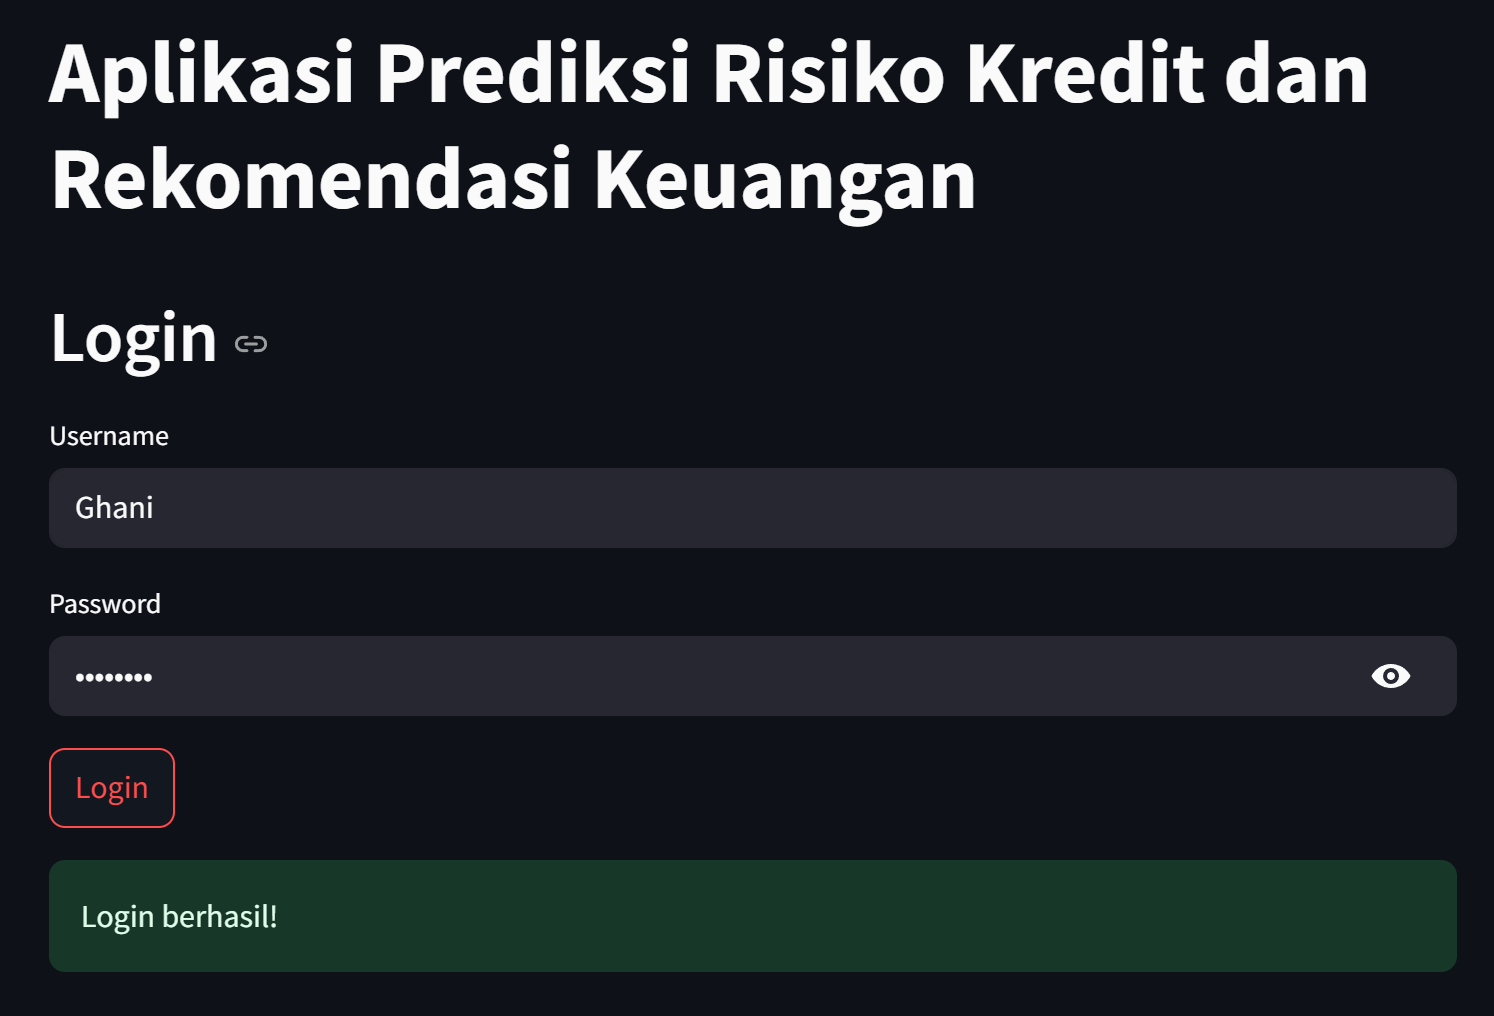 Aplikasi Prediksi Risiko Kredit dan
Rekomendasi Keuangan
Login
Username
Ghani
Password
••••••••
Login
Login berhasil!